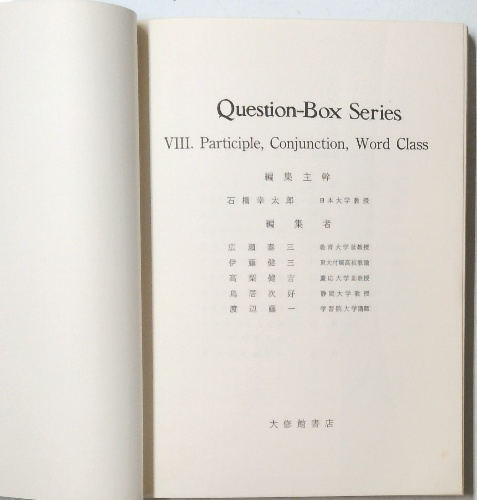 Question-Box Series
VIII. Participle, Conjunction, Word Class
編集主幹
石橋幸太郎 日本大学教授
編集者
広瀬泰三 教育大学助教授
伊藤健三 東大付属高校教諭
高梨健吉 慶応大学助教授
鳥居次好 静岡大学教授
渡辺藤一 学習院大学講師
大修館書店